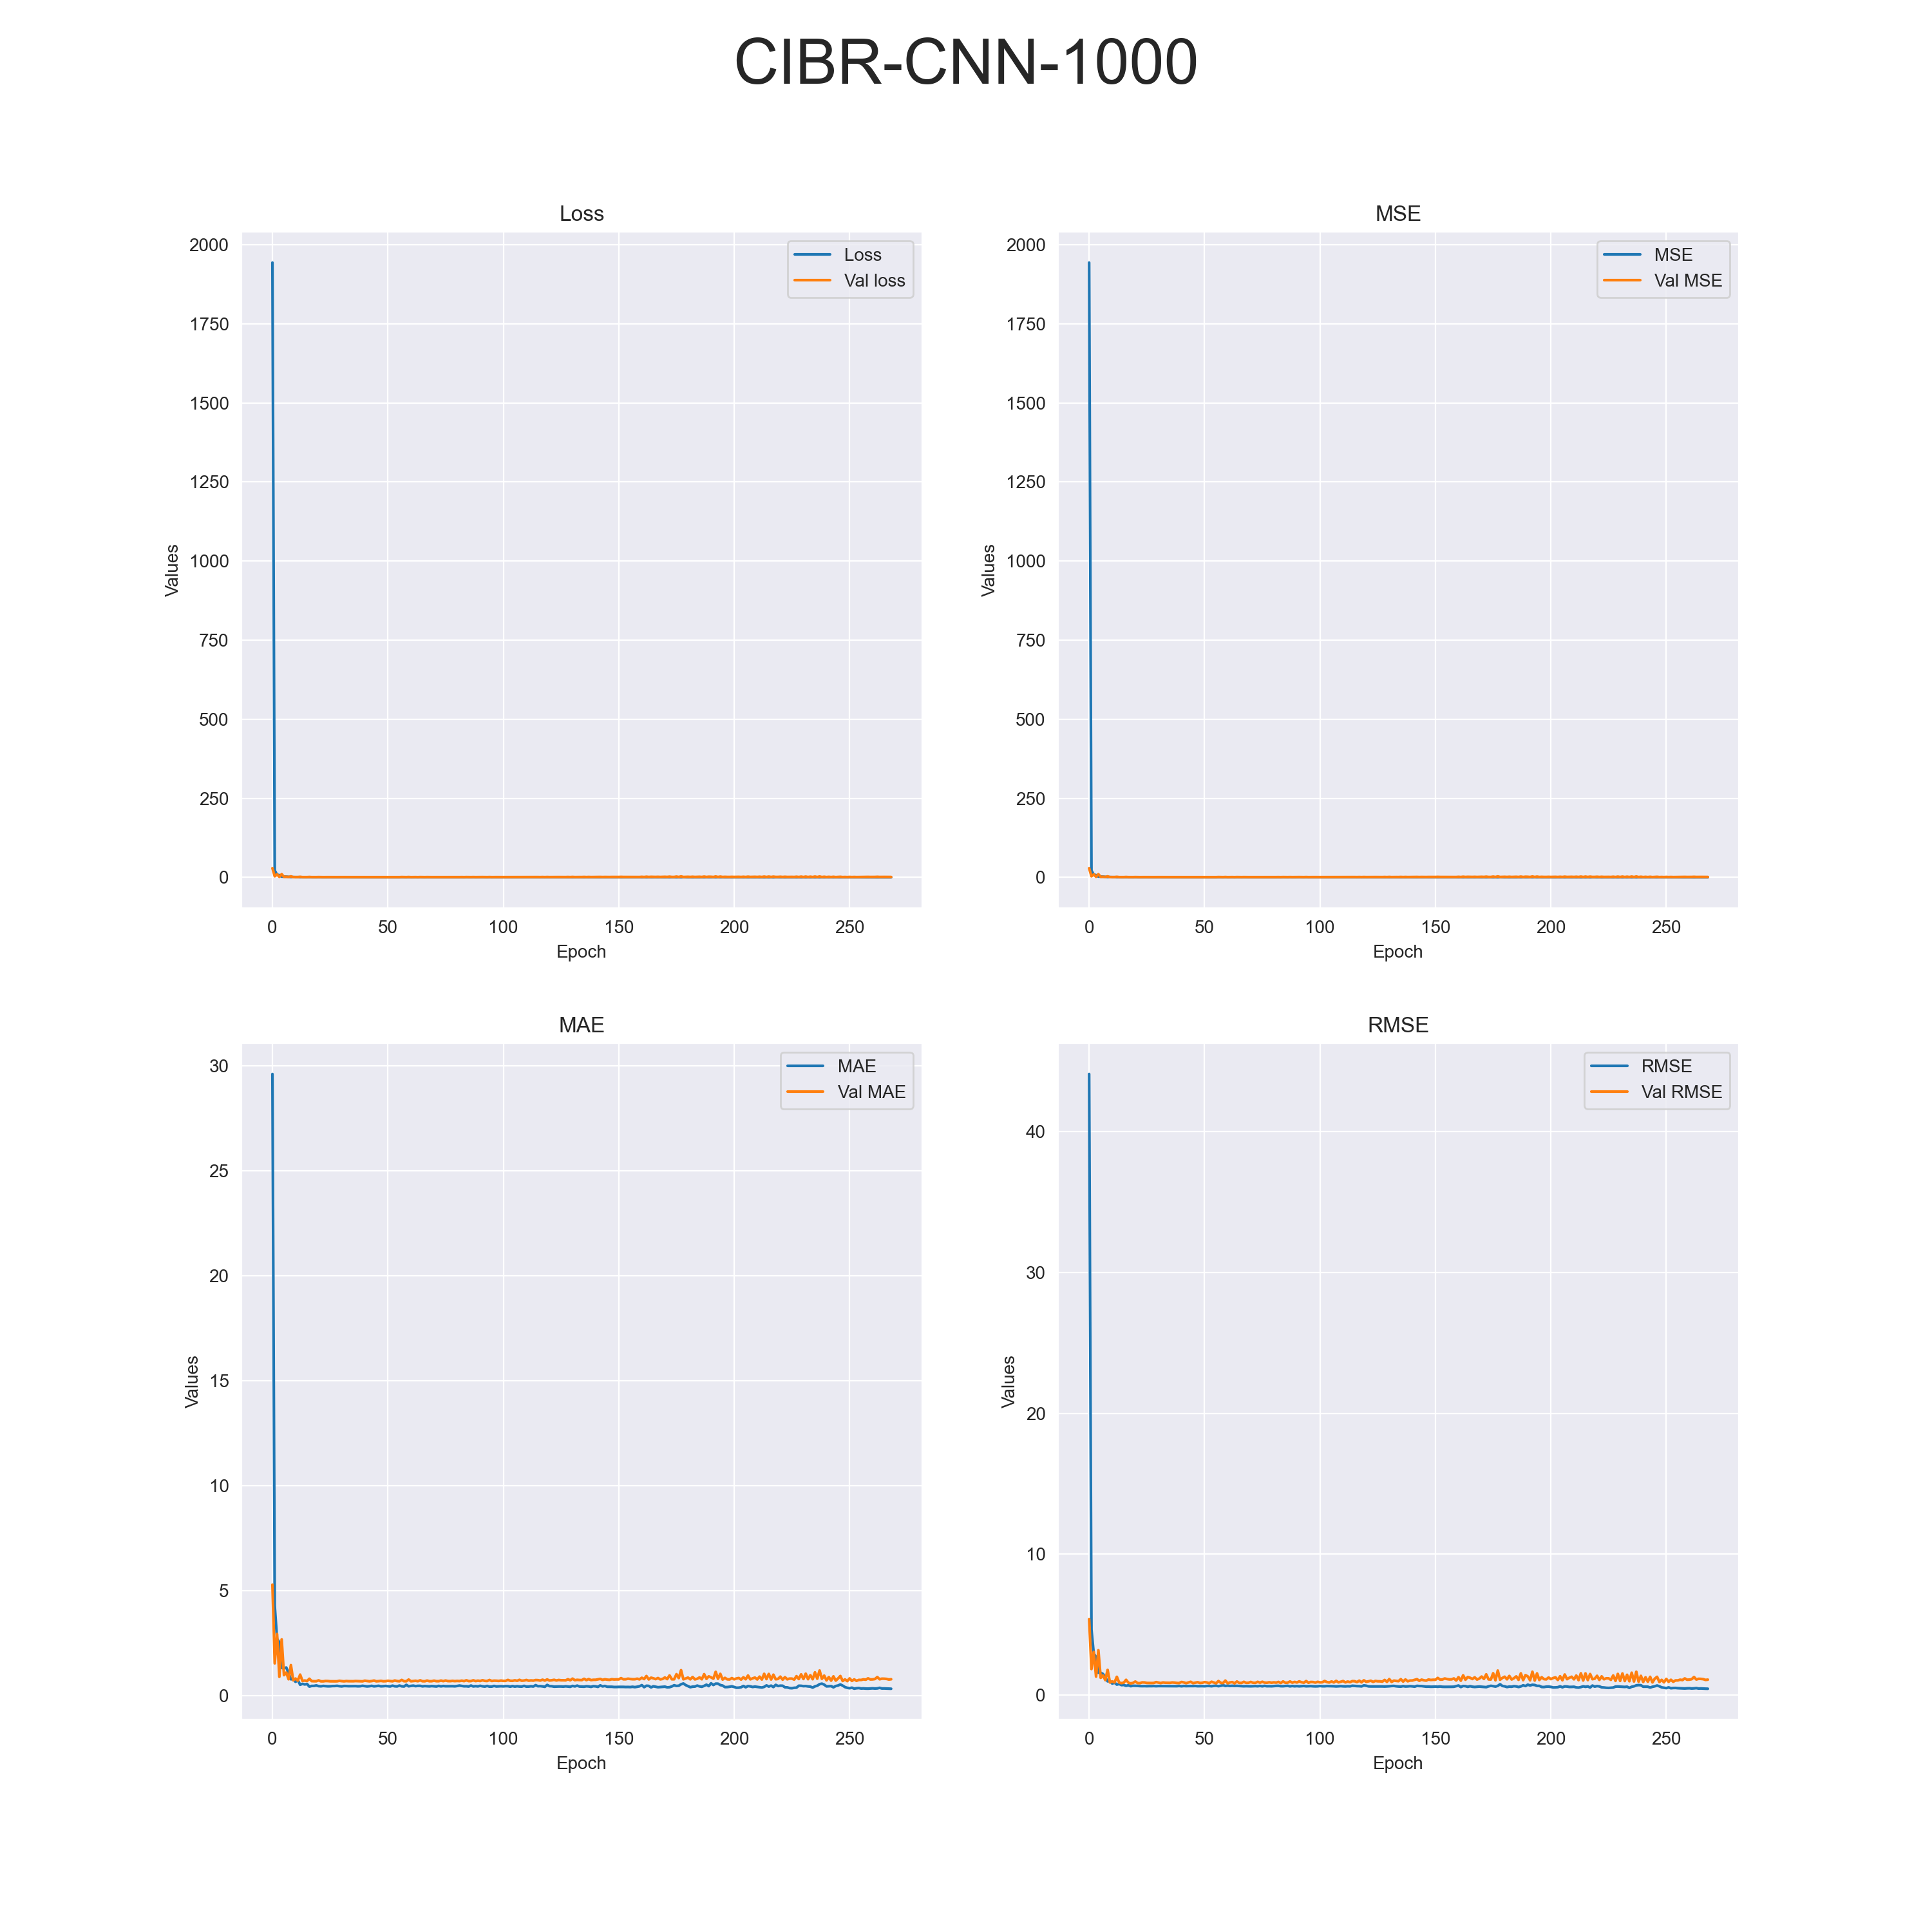 CIBR-CNN-1000
Loss
2000
1750
1500
1250
1000
750
500
250
0
Values
0 50 100 150 200 250
Epoch
Loss
Val loss
MSE
2000
1750
1500
1250
1000
750
500
250
0
Values
0 50 100 150 200 250
Epoch
MSE
Val MSE
MAE
30
25
20
15
10
5
0
Values
0 50 100 150 200 250
Epoch
MAE
Val MAE
RMSE
40
30
20
10
0
Values
0 50 100 150 200 250
Epoch
RMSE
Val RMSE